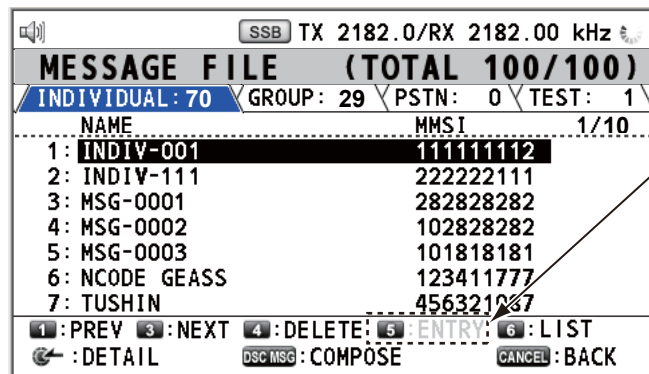 SSB TX 2182.0/RX 2182.00 kHz
MESSAGE FILE (TOTAL 100/100)
INDIVIDUAL: 70 GROUP: 29 PSTN: 0 TEST: 1
NAME MMSI 1/10
1: INDIV-001 111111112
2: INDIV-111 222222111
3: MSG-0001 282828282
4: MSG-0002 102828282
5: MSG-0003 101818181
6: NCODE GEASS 123411777
7: TUSHIN 456321987
1 :PREV 3 :NEXT 4 :DELETE 5 :ENTRY 6 :LIST
:DETAIL DSC MSG :COMPOSE CANCEL :BACK